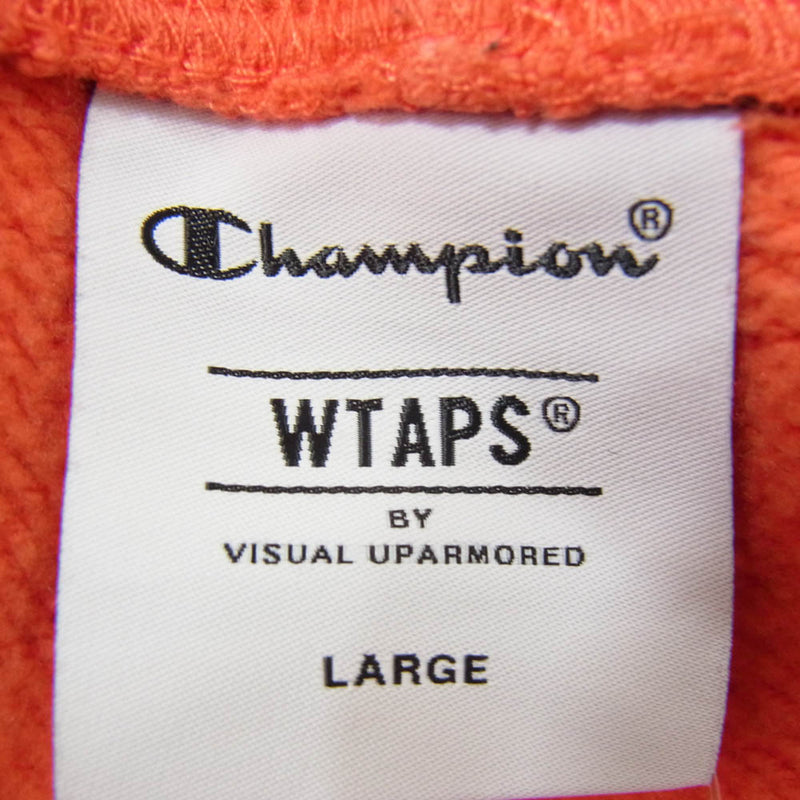 Champion®
WTAPS®
BY
VISUAL UPARMORED
LARGE